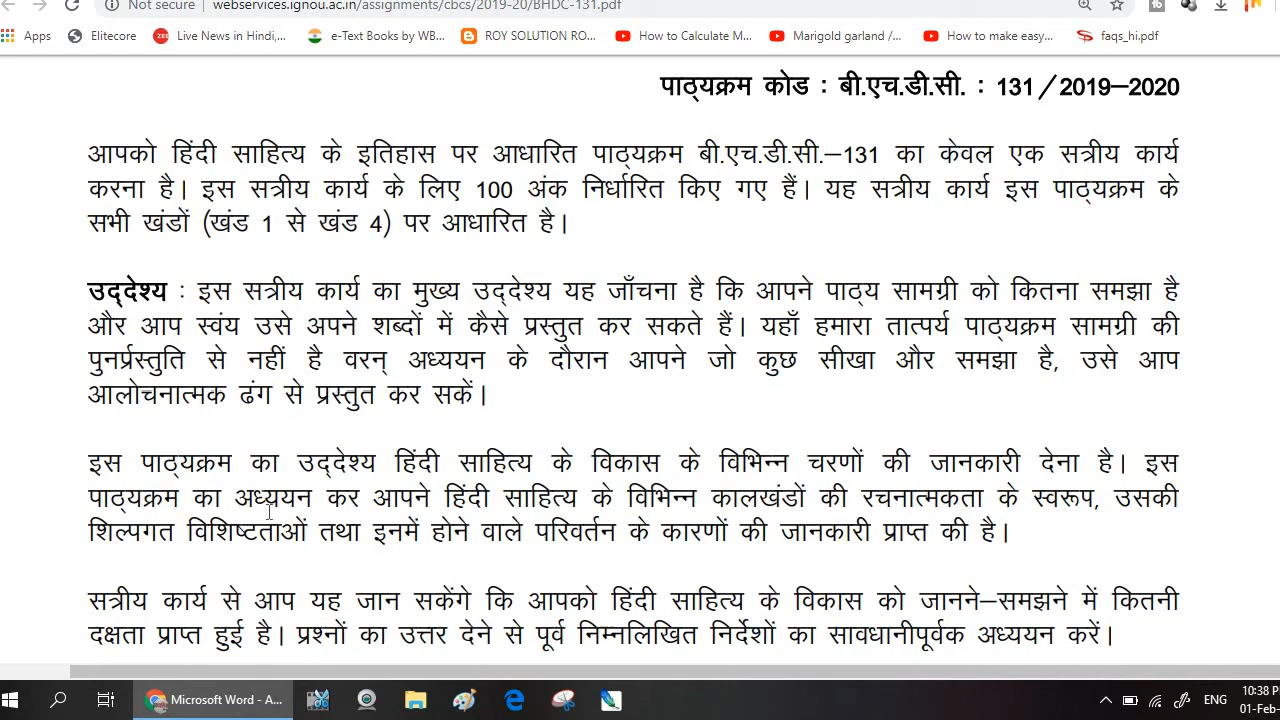 Not secure | webservices.ignou.ac.in/assignments/cbcs/2019-20/BHDC-131.pdf
Apps Elitecore Live News in Hindi,... e-Text Books by WB... ROY SOLUTION RO... How to Calculate M... Marigold garland /... How to make easy... faqs_hi.pdf
पाठ्यक्रम कोड : बी.एच.डी.सी. : 131/2019–2020
आपको हिंदी साहित्य के इतिहास पर आधारित पाठ्यक्रम बी.एच.डी.सी.–131 का केवल एक सत्रीय कार्य
करना है। इस सत्रीय कार्य के लिए 100 अंक निर्धारित किए गए हैं। यह सत्रीय कार्य इस पाठ्यक्रम के
सभी खंडों (खंड 1 से खंड 4) पर आधारित है।
उद्देश्य : इस सत्रीय कार्य का मुख्य उद्देश्य यह जाँचना है कि आपने पाठ्य सामग्री को कितना समझा है
और आप स्वंय उसे अपने शब्दों में कैसे प्रस्तुत कर सकते हैं। यहाँ हमारा तात्पर्य पाठ्यक्रम सामग्री की
पुनर्प्रस्तुति से नहीं है वरन् अध्ययन के दौरान आपने जो कुछ सीखा और समझा है, उसे आप
आलोचनात्मक ढंग से प्रस्तुत कर सकें।
इस पाठ्यक्रम का उद्देश्य हिंदी साहित्य के विकास के विभिन्न चरणों की जानकारी देना है। इस
पाठ्यक्रम का अध्ययन कर आपने हिंदी साहित्य के विभिन्न कालखंडों की रचनात्मकता के स्वरूप, उसकी
शिल्पगत विशिष्टताओं तथा इनमें होने वाले परिवर्तन के कारणों की जानकारी प्राप्त की है।
सत्रीय कार्य से आप यह जान सकेंगे कि आपको हिंदी साहित्य के विकास को जानने–समझने में कितनी
दक्षता प्राप्त हुई है। प्रश्नों का उत्तर देने से पूर्व निम्नलिखित निर्देशों का सावधानीपूर्वक अध्ययन करें।
Microsoft Word - A... ENG 10:38 P
01-Feb-